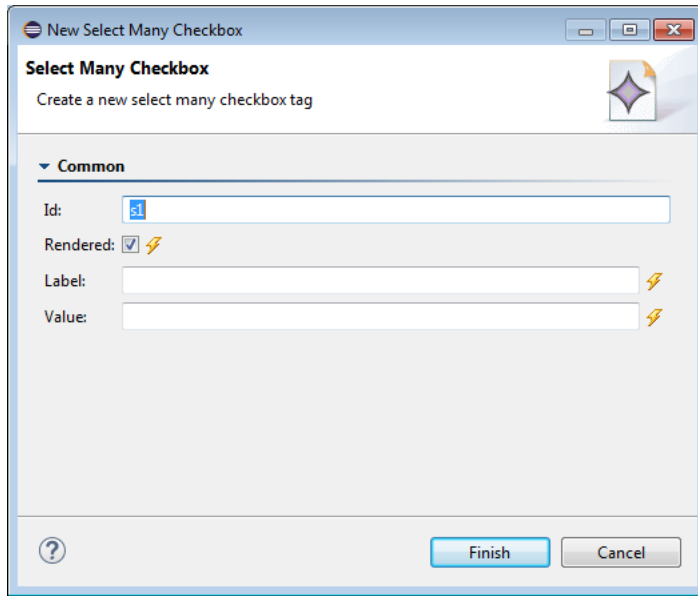 New Select Many Checkbox
Select Many Checkbox
Create a new select many checkbox tag
Common
Id: s1
Rendered:
Label:
Value:
?
Finish Cancel